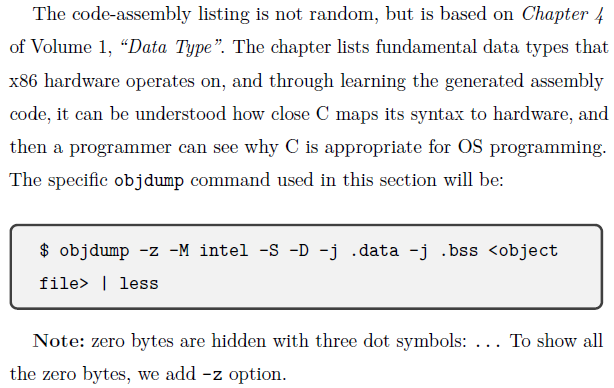 The code-assembly listing is not random, but is based on Chapter 4
of Volume 1, “Data Type”. The chapter lists fundamental data types that
x86 hardware operates on, and through learning the generated assembly
code, it can be understood how close C maps its syntax to hardware, and
then a programmer can see why C is appropriate for OS programming.
The specific objdump command used in this section will be:
$ objdump -z -M intel -S -D -j .data -j .bss <object
file> | less
Note: zero bytes are hidden with three dot symbols: ... To show all
the zero bytes, we add -z option.